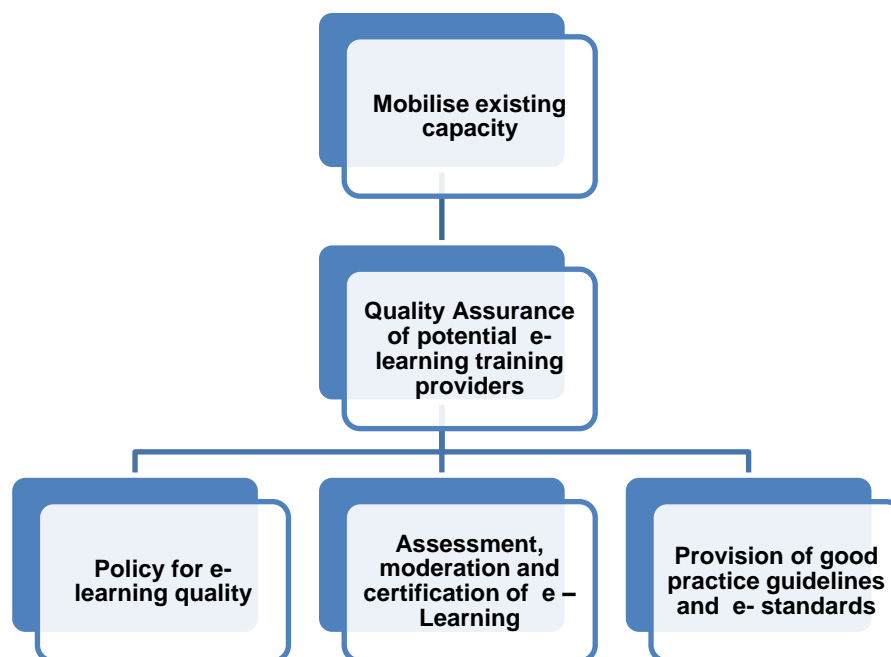 Mobilise existing
capacity
Quality Assurance
of potential e-
learning training
providers
Policy for e-
learning quality
Assessment,
moderation and
certification of e –
Learning
Provision of good
practice guidelines
and e- standards